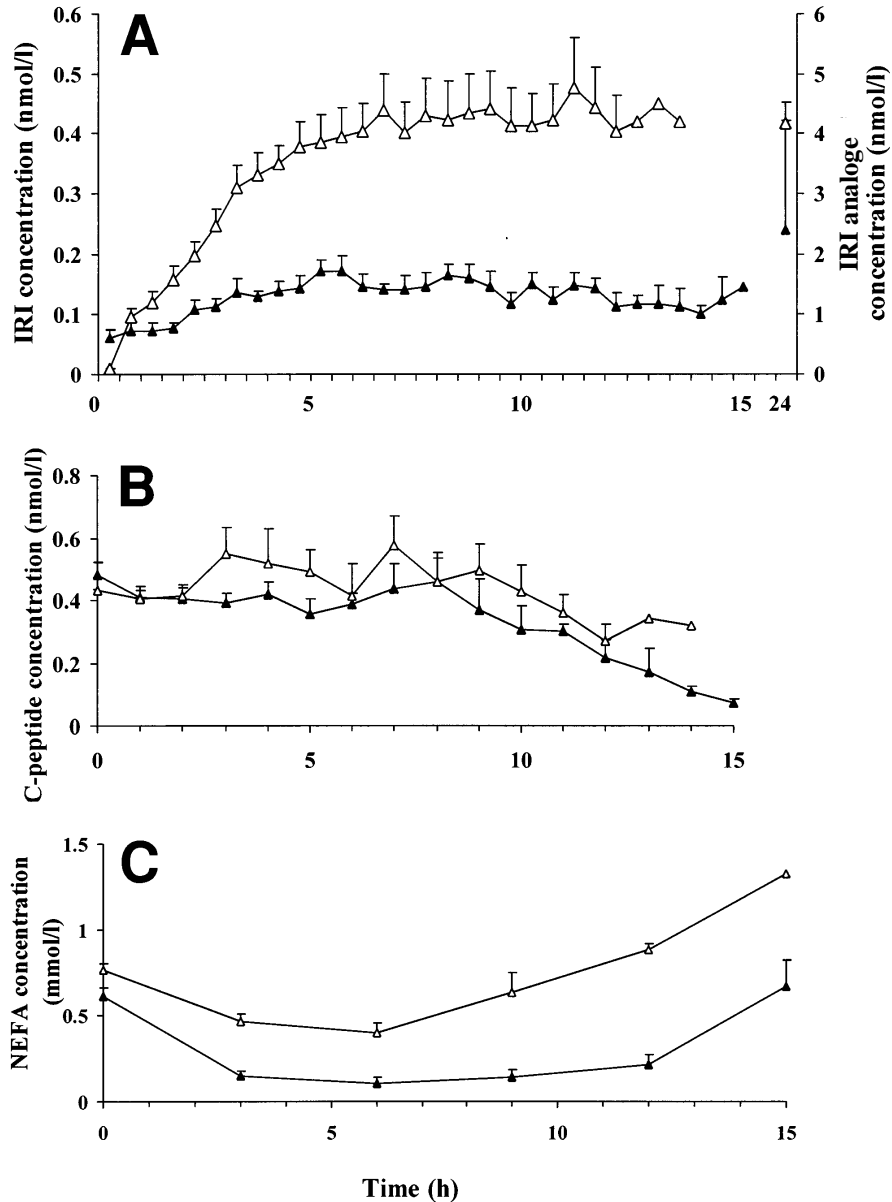 A
IRI concentration (nmol/l)
0.6
0.5
0.4
0.3
0.2
0.1
0
6
5
4
3
2
1
0
IRI analoge
concentration (nmol/l)
0 5 10 15 24
B
C-peptide concentration (nmol/l)
0.8
0.6
0.4
0.2
0
0 5 10 15
C
NEFA concentration
(mmol/l)
1.5
1
0.5
0
0 5 10 15
Time (h)